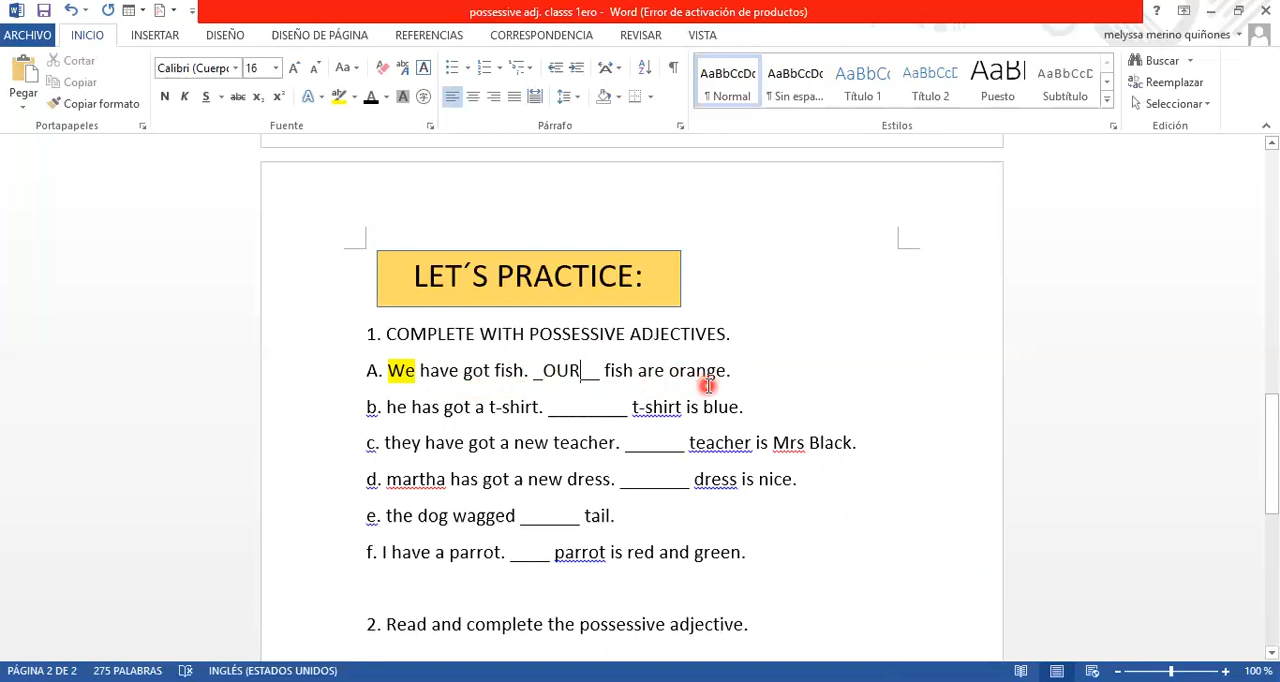 possessive adj. classs 1ero - Word (Error de activación de productos)
ARCHIVO INICIO INSERTAR DISEÑO DISEÑO DE PÁGINA REFERENCIAS CORRESPONDENCIA REVISAR VISTA melyssa merino quiñones
Pegar
Cortar
Copiar
Copiar formato
Portapapeles
Calibri (Cuerpo 16
Fuente
Párrafo
AaBbCcDc AaBbCcDc AaBbCc AaBbCcD AaBl AaBbCcD
¶ Normal ¶ Sin espa... Título 1 Título 2 Puesto Subtítulo
Estilos
Buscar
Reemplazar
Seleccionar
Edición
LET´S PRACTICE:
1. COMPLETE WITH POSSESSIVE ADJECTIVES.
A. We have got fish. _OUR__ fish are orange.
b. he has got a t-shirt. ________ t-shirt is blue.
c. they have got a new teacher. ______ teacher is Mrs Black.
d. martha has got a new dress. _______ dress is nice.
e. the dog wagged ______ tail.
f. I have a parrot. ____ parrot is red and green.
2. Read and complete the possessive adjective.
PÁGINA 2 DE 2 275 PALABRAS INGLÉS (ESTADOS UNIDOS) 100 %